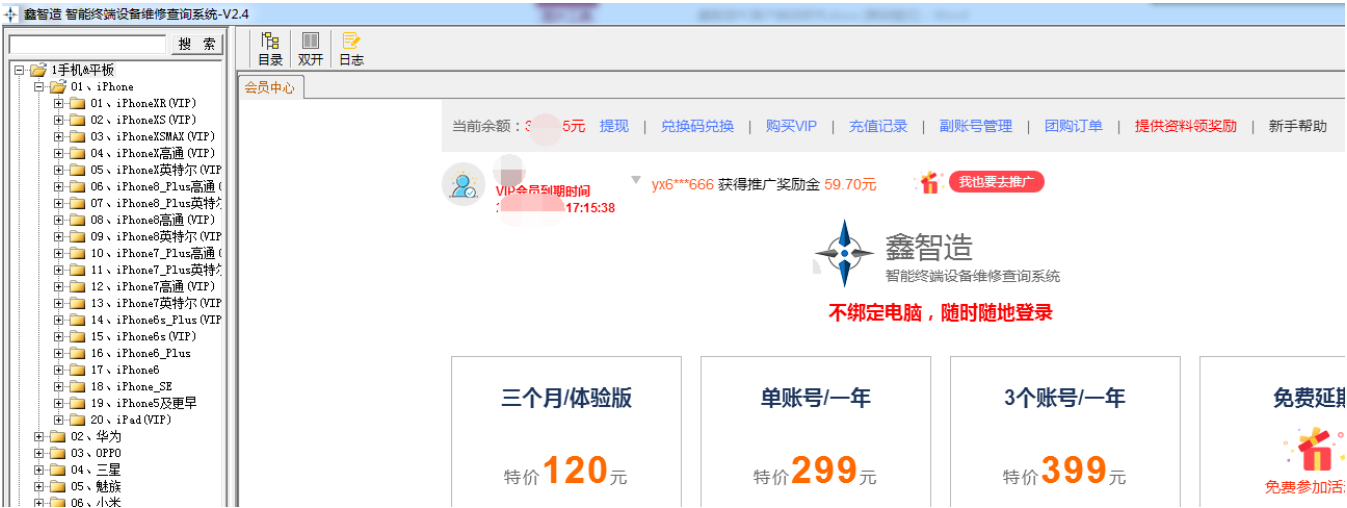 鑫智造 智能终端设备维修查询系统-V2.4
搜 索
目录 双开 日志
1手机&平板
01、iPhone
01、iPhoneXR(VIP)
02、iPhoneXS(VIP)
03、iPhoneXSMAX(VIP)
04、iPhoneX高通(VIP)
05、iPhoneX英特尔(VIP
06、iPhone8_Plus高通(
07、iPhone8_Plus英特
08、iPhone8高通(VIP)
09、iPhone8英特尔(VIP
10、iPhone7_Plus高通(
11、iPhone7_Plus英特
12、iPhone7高通(VIP)
13、iPhone7英特尔(VIP
14、iPhone6s_Plus(VIP
15、iPhone6s(VIP)
16、iPhone6_Plus
17、iPhone6
18、iPhone_SE
19、iPhone5及更早
20、iPad(VIP)
02、华为
03、OPPO
04、三星
05、魅族
06、小米
会员中心
当前余额：3 5元 提现 | 兑换码兑换 | 购买VIP | 充值记录 | 副账号管理 | 团购订单 | 提供资料领奖励 | 新手帮助
VIP会员到期时间
17:15:38
yx6***666 获得推广奖励金 59.70元 我也要去推广
鑫智造
智能终端设备维修查询系统
不绑定电脑，随时随地登录
三个月/体验版
特价120元
单账号/一年
特价299元
3个账号/一年
特价399元
免费延期
免费参加活